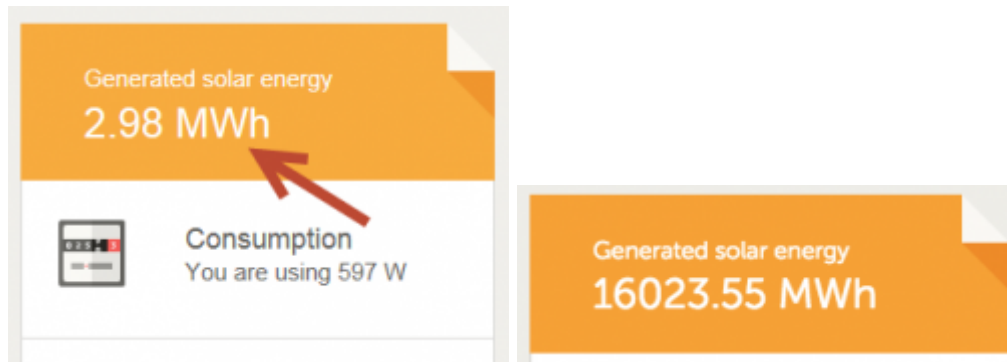 Generated solar energy
2.98 MWh
Consumption
You are using 597 W
Generated solar energy
16023.55 MWh